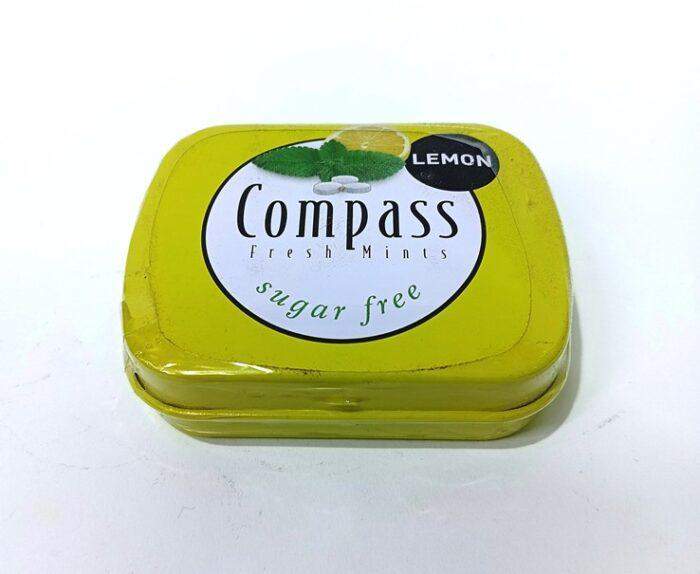 LEMON
Compass
Fresh Mints
sugar free